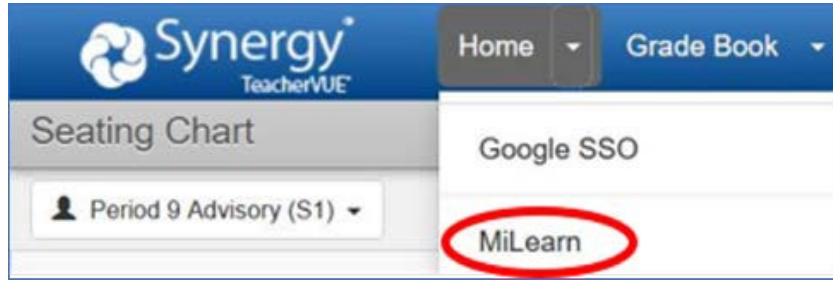 Synergy
TeacherVUE
Home
Grade Book
Seating Chart
Google SSO
Period 9 Advisory (S1)
MiLearn